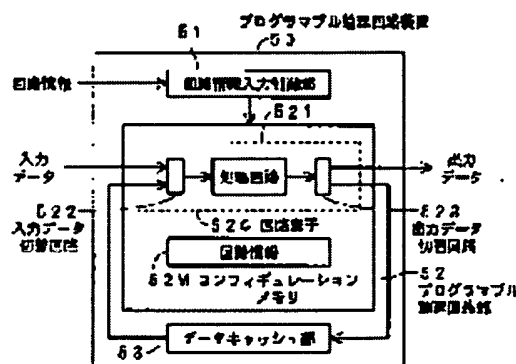 51
53
プログラマブル論理回路装置
回路情報
回路情報入力制御部
521
入力
データ
処理回路
出力
データ
522
入力データ
切替回路
523
出力データ
切替回路
52C 回路素子
回路情報
52M コンフィギュレーション
メモリ
52
プログラマブル
論理回路部
63
データキャッシュ部